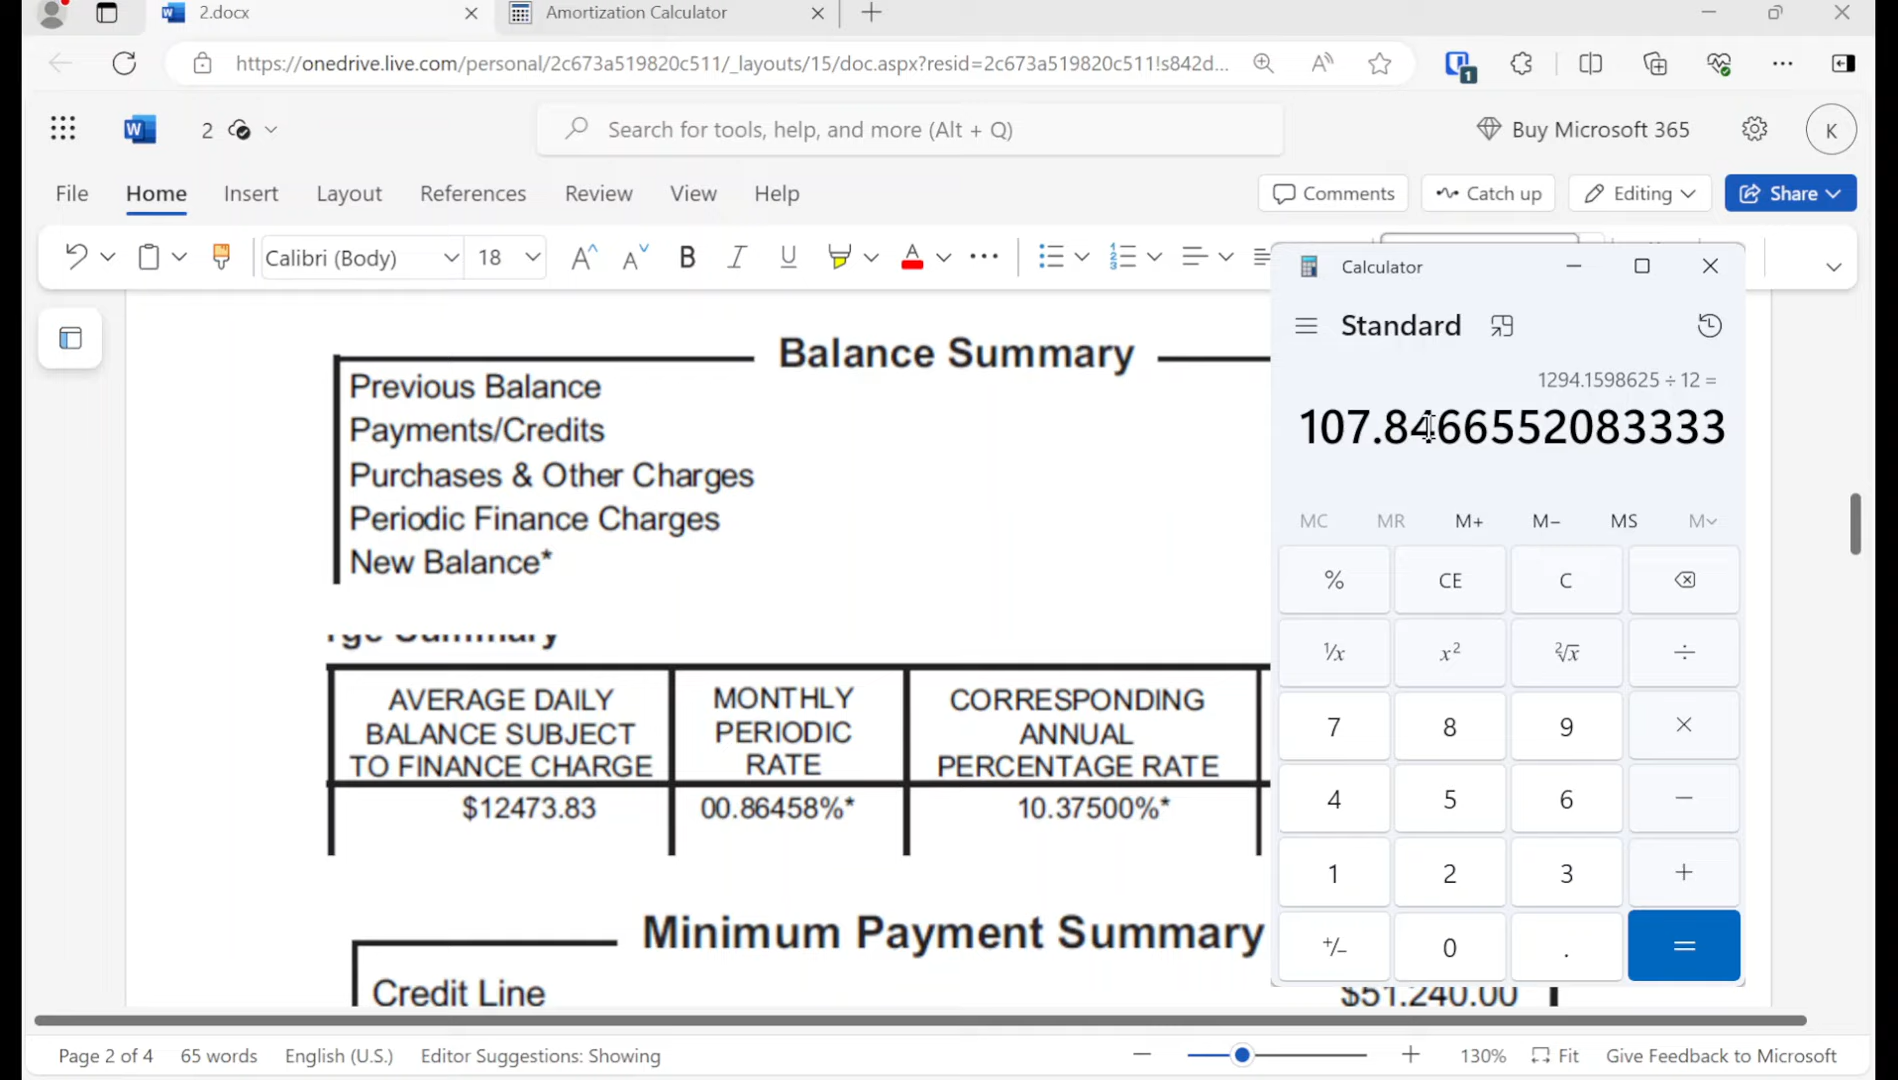 2.docx
Amortization Calculator
https://onedrive.live.com/personal/2c673a519820c511/_layouts/15/doc.aspx?resid=2c673a519820c511!s842d...
1
2
Search for tools, help, and more (Alt + Q)
Buy Microsoft 365
K
File Home Insert Layout References Review View Help
Comments Catch up Editing Share
Calibri (Body) 18
Calculator
Standard
1294.1598625 ÷ 12 =
107.8466552083333
MC MR M+ M− MS M
% CE C
¹/x x² ²√x ÷
7 8 9 ×
4 5 6 −
1 2 3 +
+/− 0 . =
Balance Summary
Previous Balance
Payments/Credits
Purchases & Other Charges
Periodic Finance Charges
New Balance*
rge Summary
AVERAGE DAILY
BALANCE SUBJECT
TO FINANCE CHARGE
MONTHLY
PERIODIC
RATE
CORRESPONDING
ANNUAL
PERCENTAGE RATE
$12473.83 00.86458%* 10.37500%*
Minimum Payment Summary
Credit Line $51,240.00
Page 2 of 4 65 words English (U.S.) Editor Suggestions: Showing 130% Fit Give Feedback to Microsoft